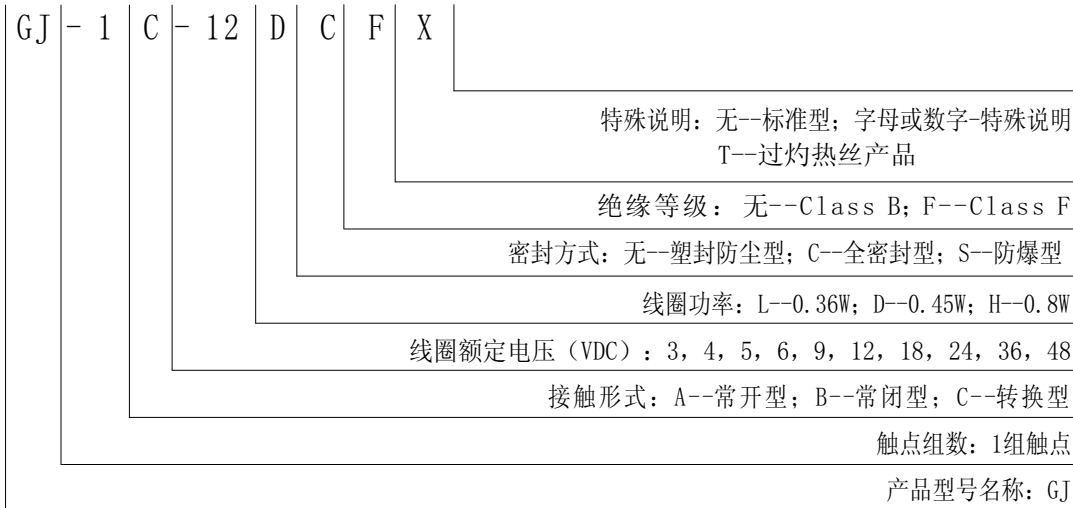 GJ - 1 C - 12 D C F X
特殊说明：无--标准型；字母或数字-特殊说明
T--过灼热丝产品
绝缘等级：无--Class B；F--Class F
密封方式：无--塑封防尘型；C--全密封型；S--防爆型
线圈功率：L--0.36W；D--0.45W；H--0.8W
线圈额定电压（VDC）：3，4，5，6，9，12，18，24，36，48
接触形式：A--常开型；B--常闭型；C--转换型
触点组数：1组触点
产品型号名称：GJ